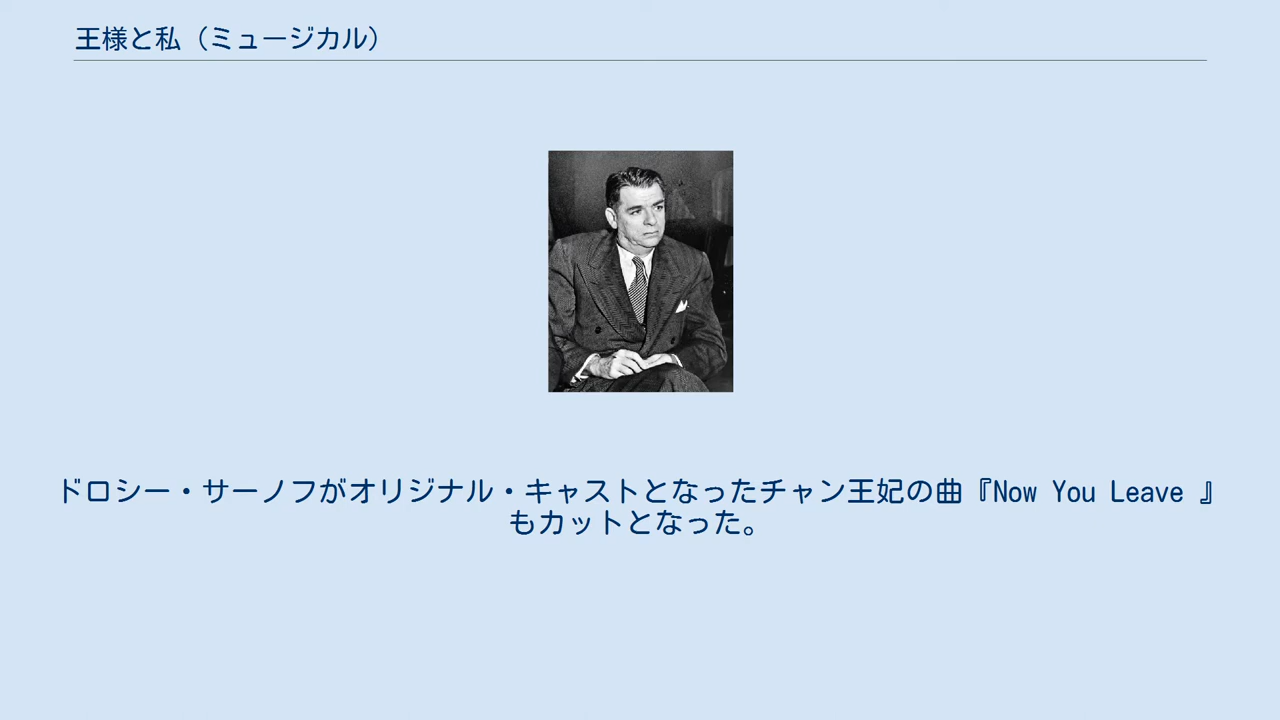 王様と私（ミュージカル）
ドロシー・サーノフがオリジナル・キャストとなったチャン王妃の曲『Now You Leave 』
もカットとなった。